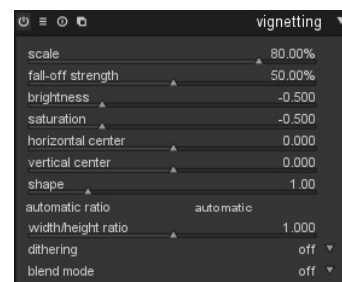 vignetting
scale 80.00%
fall-off strength 50.00%
brightness -0.500
saturation -0.500
horizontal center 0.000
vertical center 0.000
shape 1.00
automatic ratio automatic
width/height ratio 1.000
dithering off
blend mode off